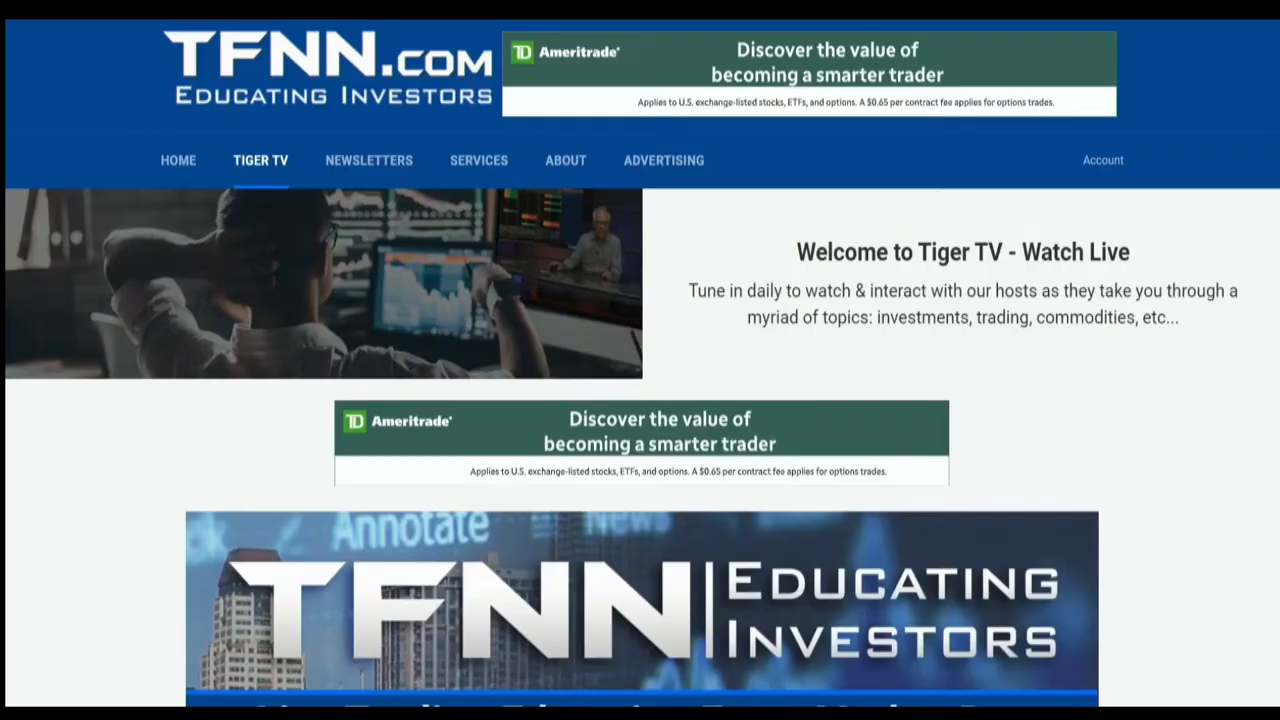 TFNN.COM
EDUCATING INVESTORS
TD Ameritrade
Discover the value of
becoming a smarter trader
Applies to U.S. exchange-listed stocks, ETFs, and options. A $0.65 per contract fee applies for options trades.
HOME TIGER TV NEWSLETTERS SERVICES ABOUT ADVERTISING Account
Welcome to Tiger TV - Watch Live
Tune in daily to watch & interact with our hosts as they take you through a
myriad of topics: investments, trading, commodities, etc...
TD Ameritrade
Discover the value of
becoming a smarter trader
Applies to U.S. exchange-listed stocks, ETFs, and options. A $0.65 per contract fee applies for options trades.
Annotate News
TFNN EDUCATING
INVESTORS